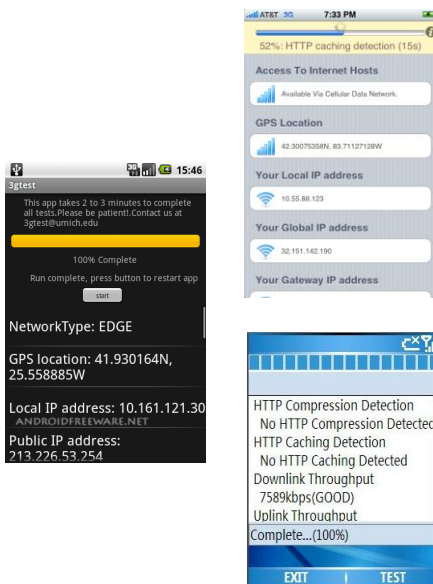 15:46
3gtest
This app takes 2 to 3 minutes to complete
all tests.Please be patient!.Contact us at
3gtest@umich.edu
100% Complete
Run complete, press button to restart app
start
NetworkType: EDGE
GPS location: 41.930164N,
25.558885W
Local IP address: 10.161.121.30
ANDROIDFREEWARE.NET
Public IP address:
213.226.53.254
AT&T 3G 7:33 PM
52%: HTTP caching detection (15s)
Access To Internet Hosts
Available Via Cellular Data Network.
GPS Location
42.30075358N, 83.71127128W
Your Local IP address
10.55.88.123
Your Global IP address
32.151.142.190
Your Gateway IP address
HTTP Compression Detection
No HTTP Compression Detected
HTTP Caching Detection
No HTTP Caching Detected
Downlink Throughput
7589kbps(GOOD)
Uplink Throughput
Complete...(100%)
EXIT TEST